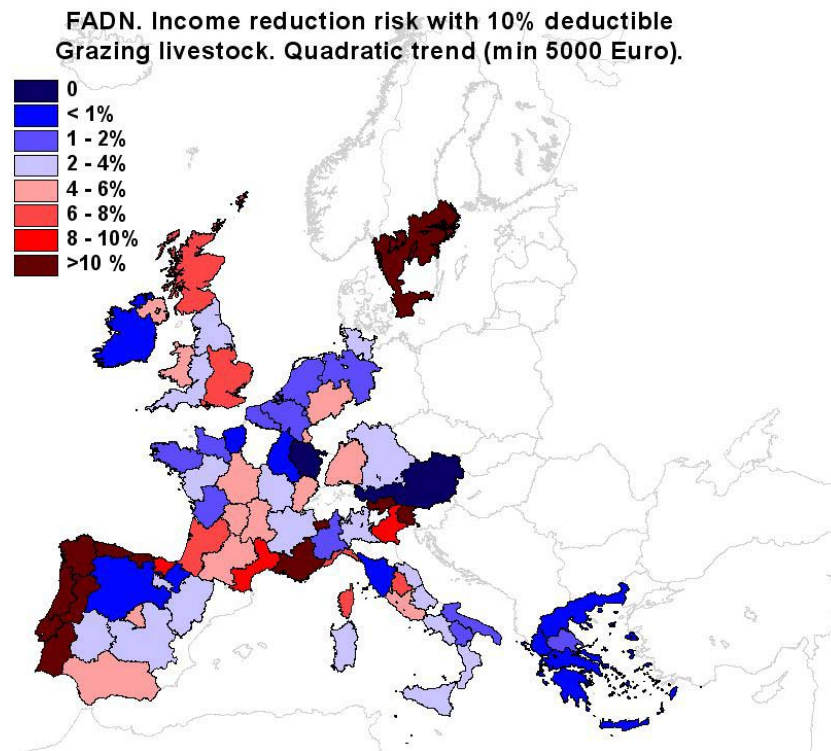 FADN. Income reduction risk with 10% deductible
Grazing livestock. Quadratic trend (min 5000 Euro).
0
< 1%
1 - 2%
2 - 4%
4 - 6%
6 - 8%
8 - 10%
>10 %